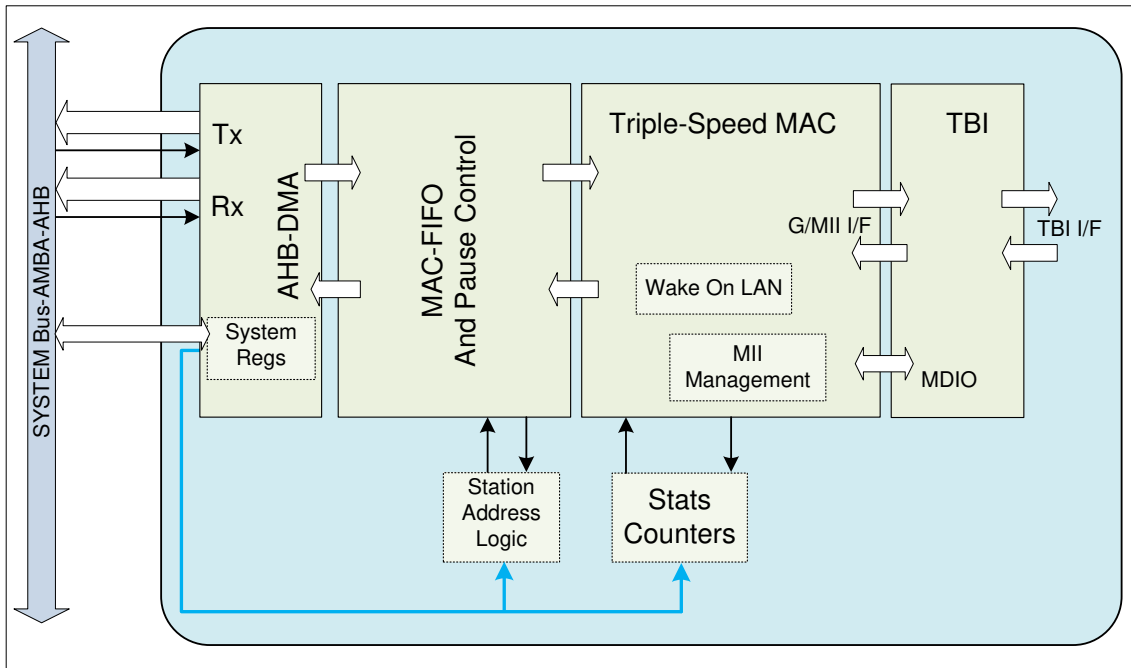 SYSTEM Bus-AMBA-AHB
Tx
Rx
AHB-DMA
System
Regs
MAC-FIFO
And Pause Control
Triple-Speed MAC
G/MII I/F
Wake On LAN
MII
Management
TBI
TBI I/F
MDIO
Station
Address
Logic
Stats
Counters